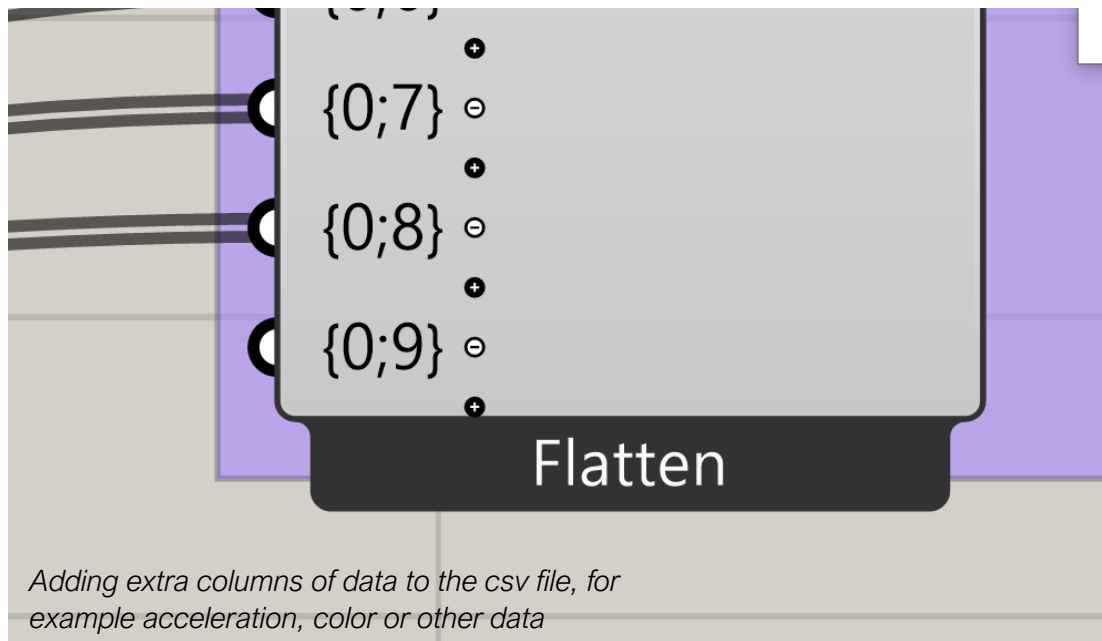 {0;7}
{0;8}
{0;9}
Flatten
Adding extra columns of data to the csv file, for
example acceleration, color or other data